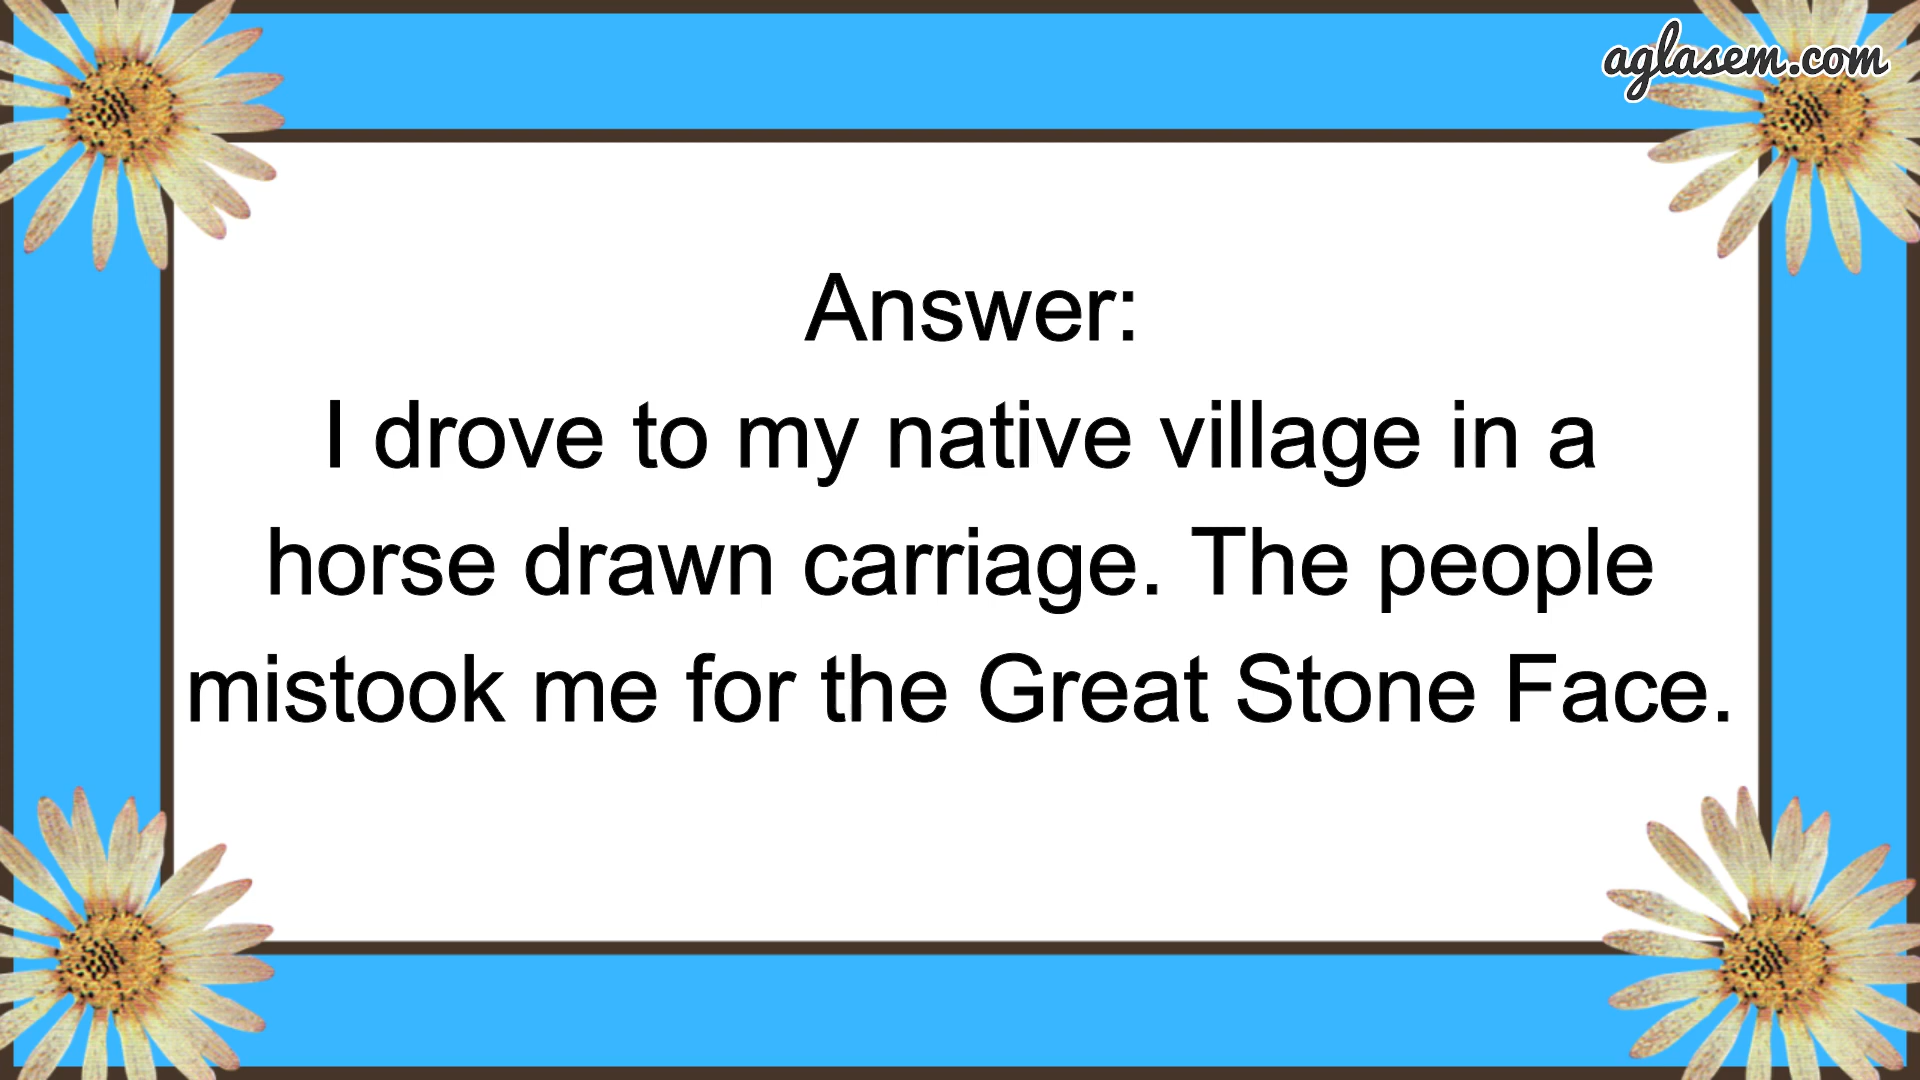 aglasem.com
Answer:
I drove to my native village in a
horse drawn carriage. The people
mistook me for the Great Stone Face.